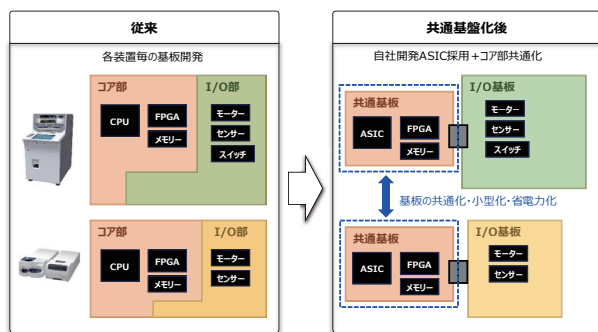 従来
各装置毎の基板開発
コア部
I/O部
CPU
FPGA
メモリー
モーター
センサー
スイッチ
コア部
I/O部
CPU
FPGA
メモリー
モーター
センサー
共通基盤化後
自社開発ASIC採用+コア部共通化
共通基板
I/O基板
ASIC
FPGA
メモリー
モーター
センサー
スイッチ
基板の共通化・小型化・省電力化
共通基板
I/O基板
ASIC
FPGA
メモリー
モーター
センサー